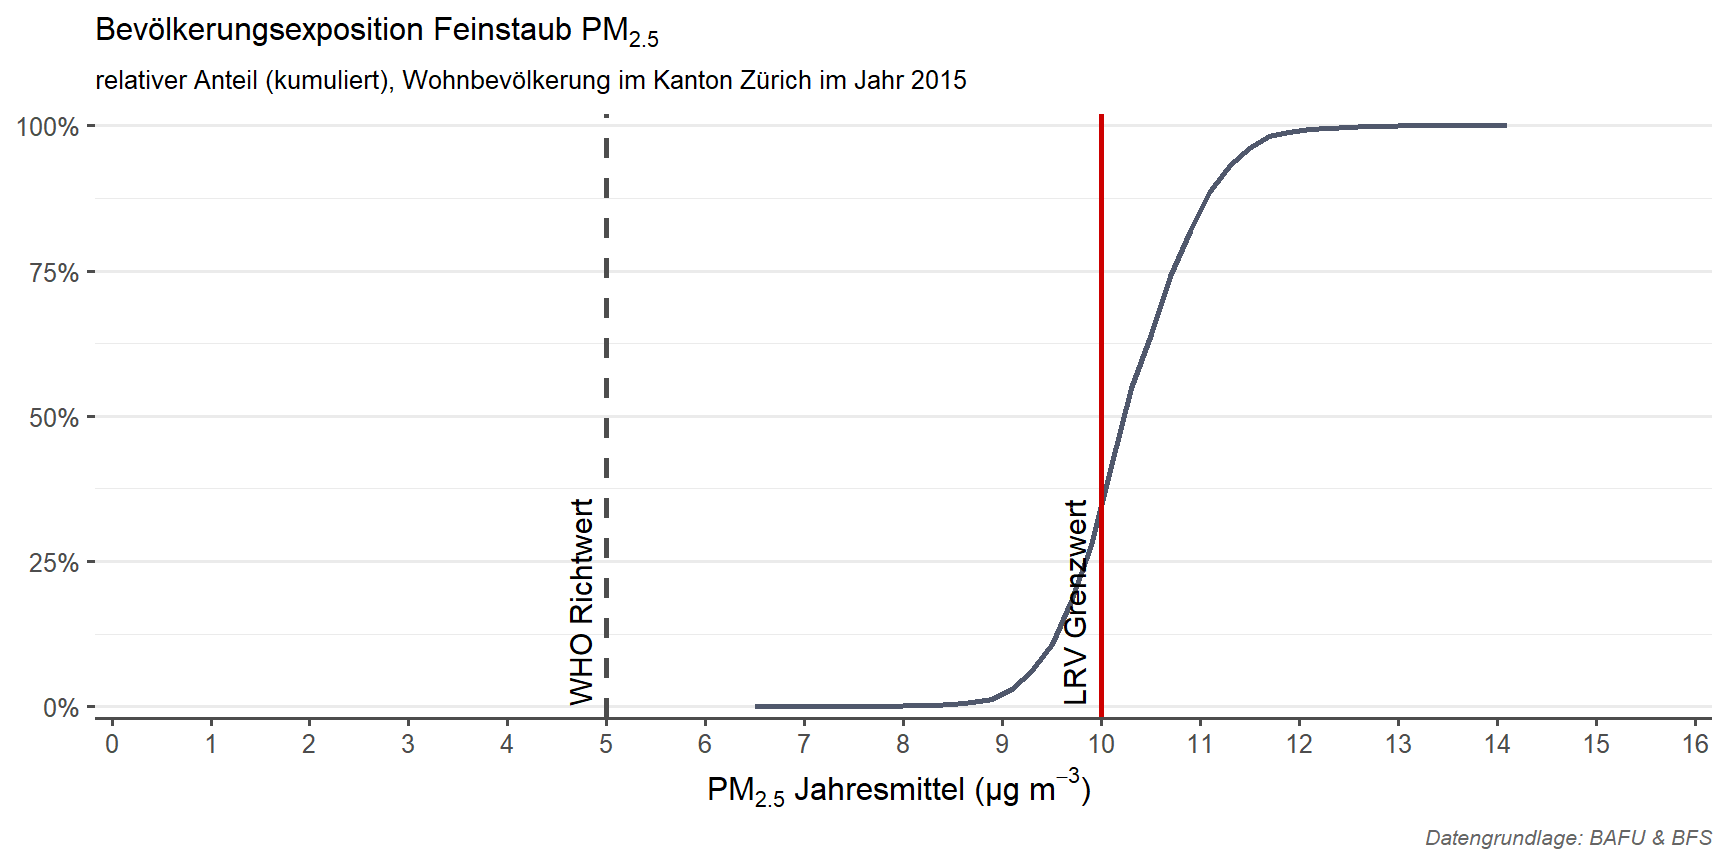 Bevölkerungsexposition Feinstaub PM2.5
relativer Anteil (kumuliert), Wohnbevölkerung im Kanton Zürich im Jahr 2015
100%
75%
50%
25%
0%
WHO Richtwert
LRV Grenzwert
0 1 2 3 4 5 6 7 8 9 10 11 12 13 14 15 16
PM2.5 Jahresmittel (µg m−3)
Datengrundlage: BAFU & BFS